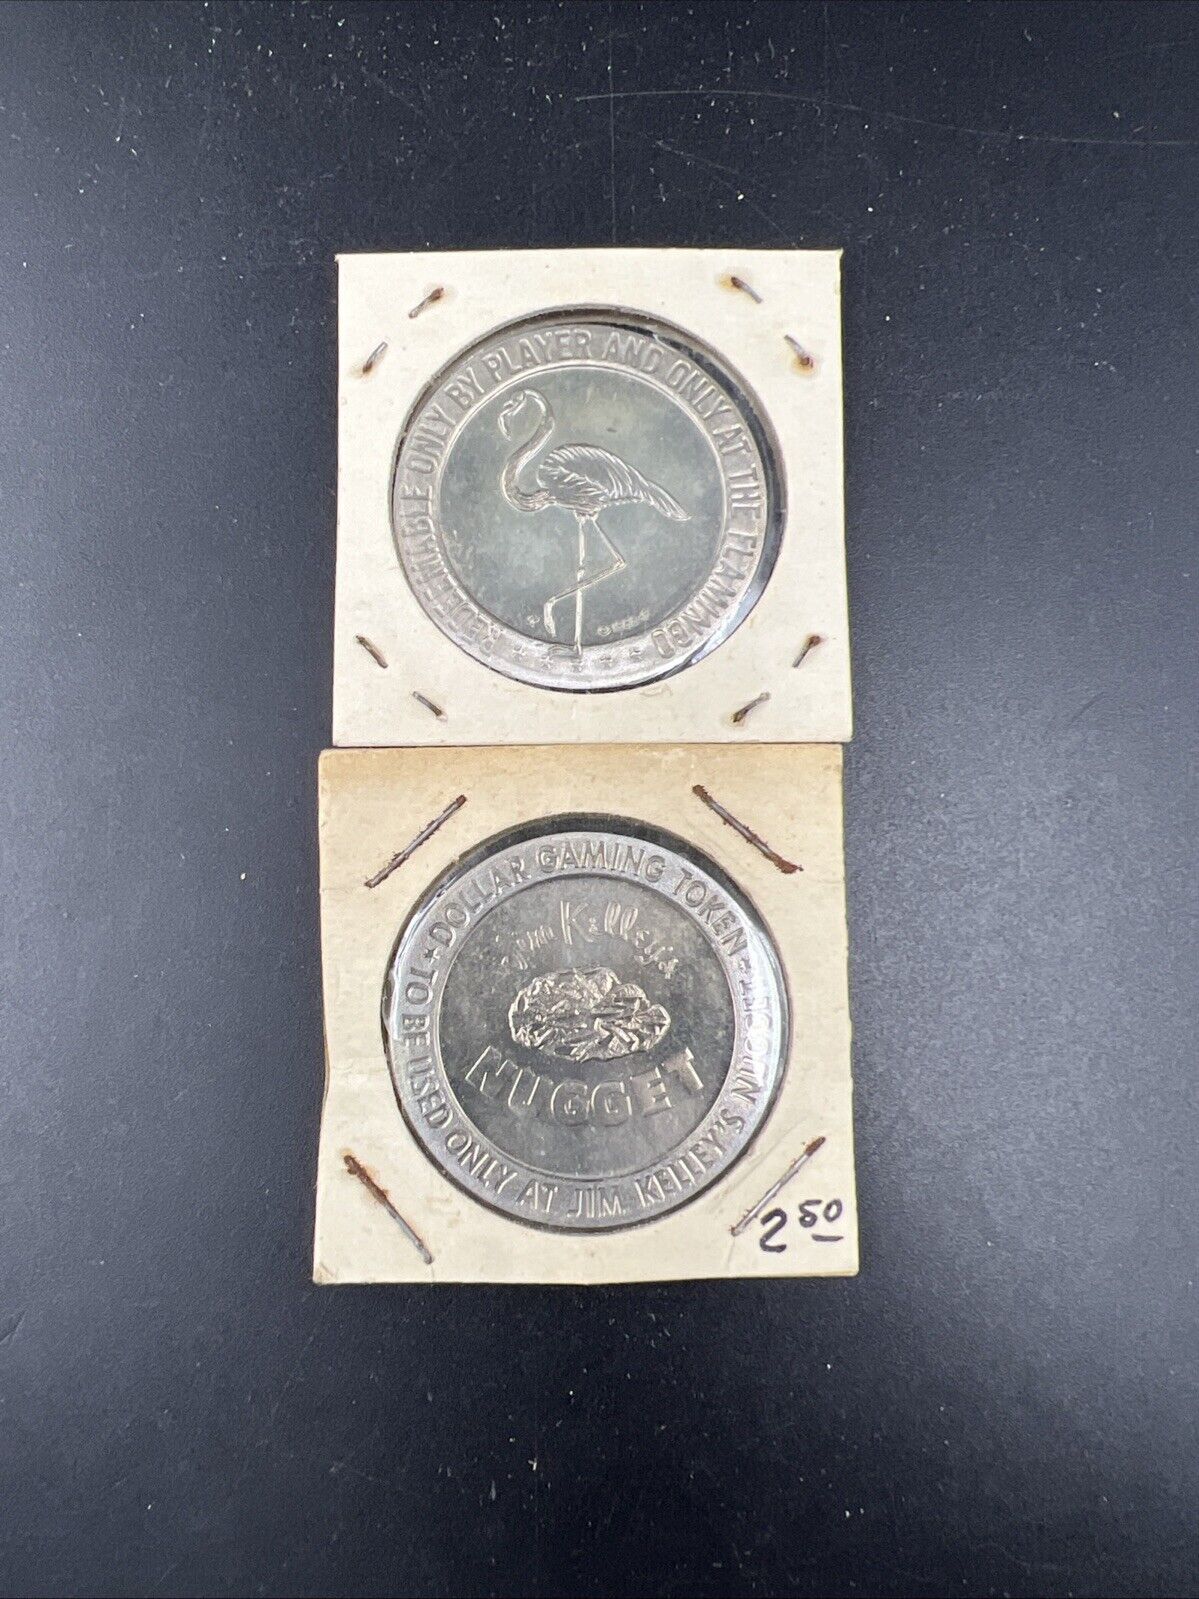 REDEEMABLE ONLY BY PLAYER AND ONLY AT THE FLAMINGO
DOLLAR GAMING TOKEN
Jim Kelley's
NUGGET
TO BE USED ONLY AT JIM KELLEY'S NUGGET
2 50